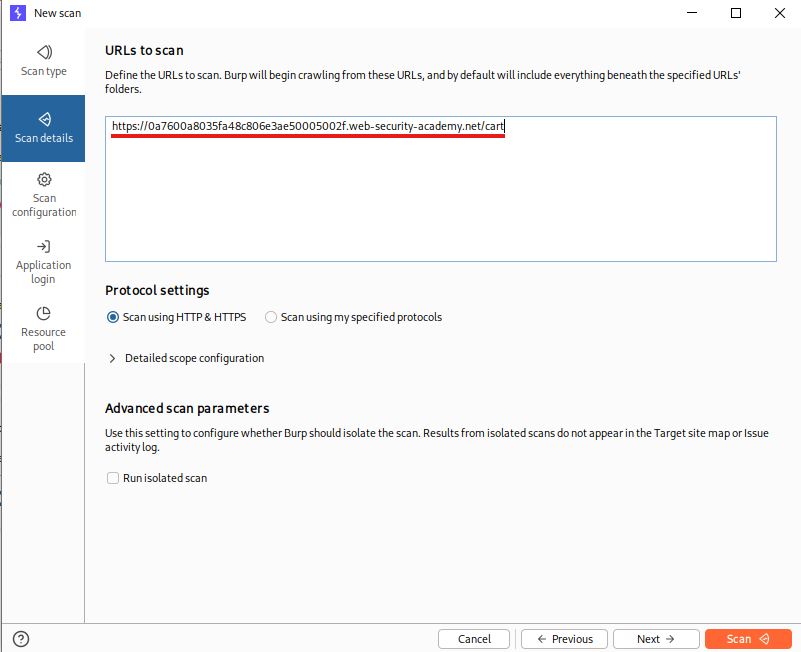 New scan
Scan type
Scan details
Scan
configuration
Application
login
Resource
pool
URLs to scan
Define the URLs to scan. Burp will begin crawling from these URLs, and by default will include everything beneath the specified URLs'
folders.
https://0a7600a8035fa48c806e3ae50005002f.web-security-academy.net/cart
Protocol settings
Scan using HTTP & HTTPS
Scan using my specified protocols
Detailed scope configuration
Advanced scan parameters
Use this setting to configure whether Burp should isolate the scan. Results from isolated scans do not appear in the Target site map or Issue
activity log.
Run isolated scan
Cancel
Previous
Next
Scan